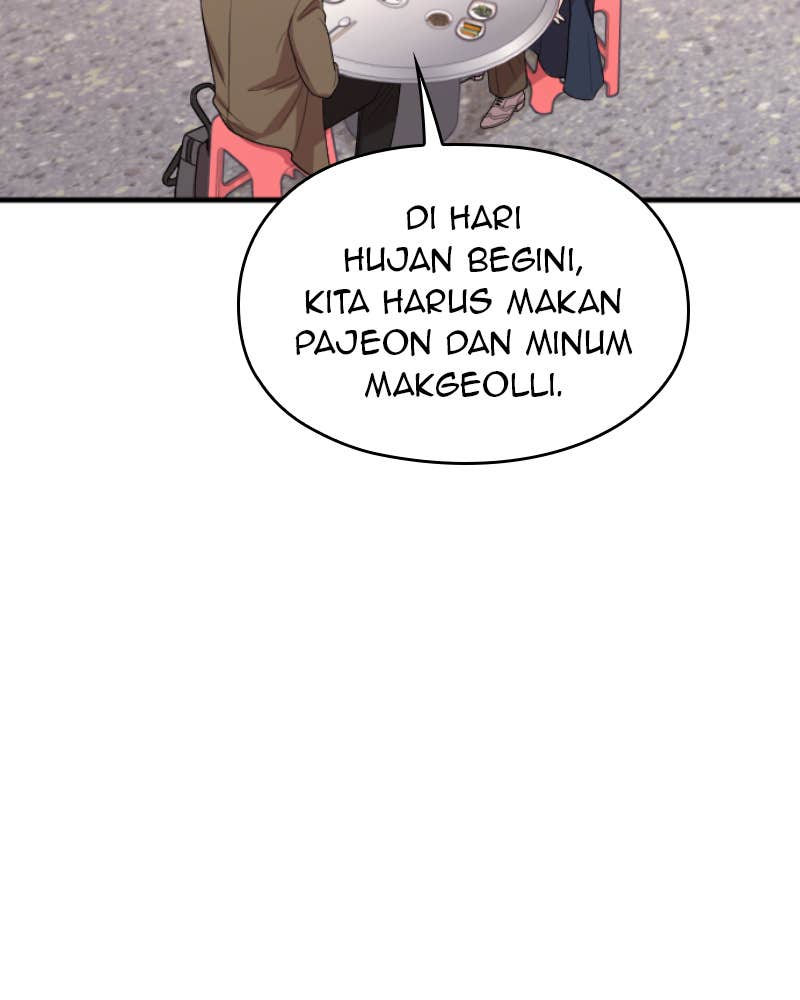 DI HARI
HUJAN BEGINI,
KITA HARUS MAKAN
PAJEON DAN MINUM
MAKGEOLLI.